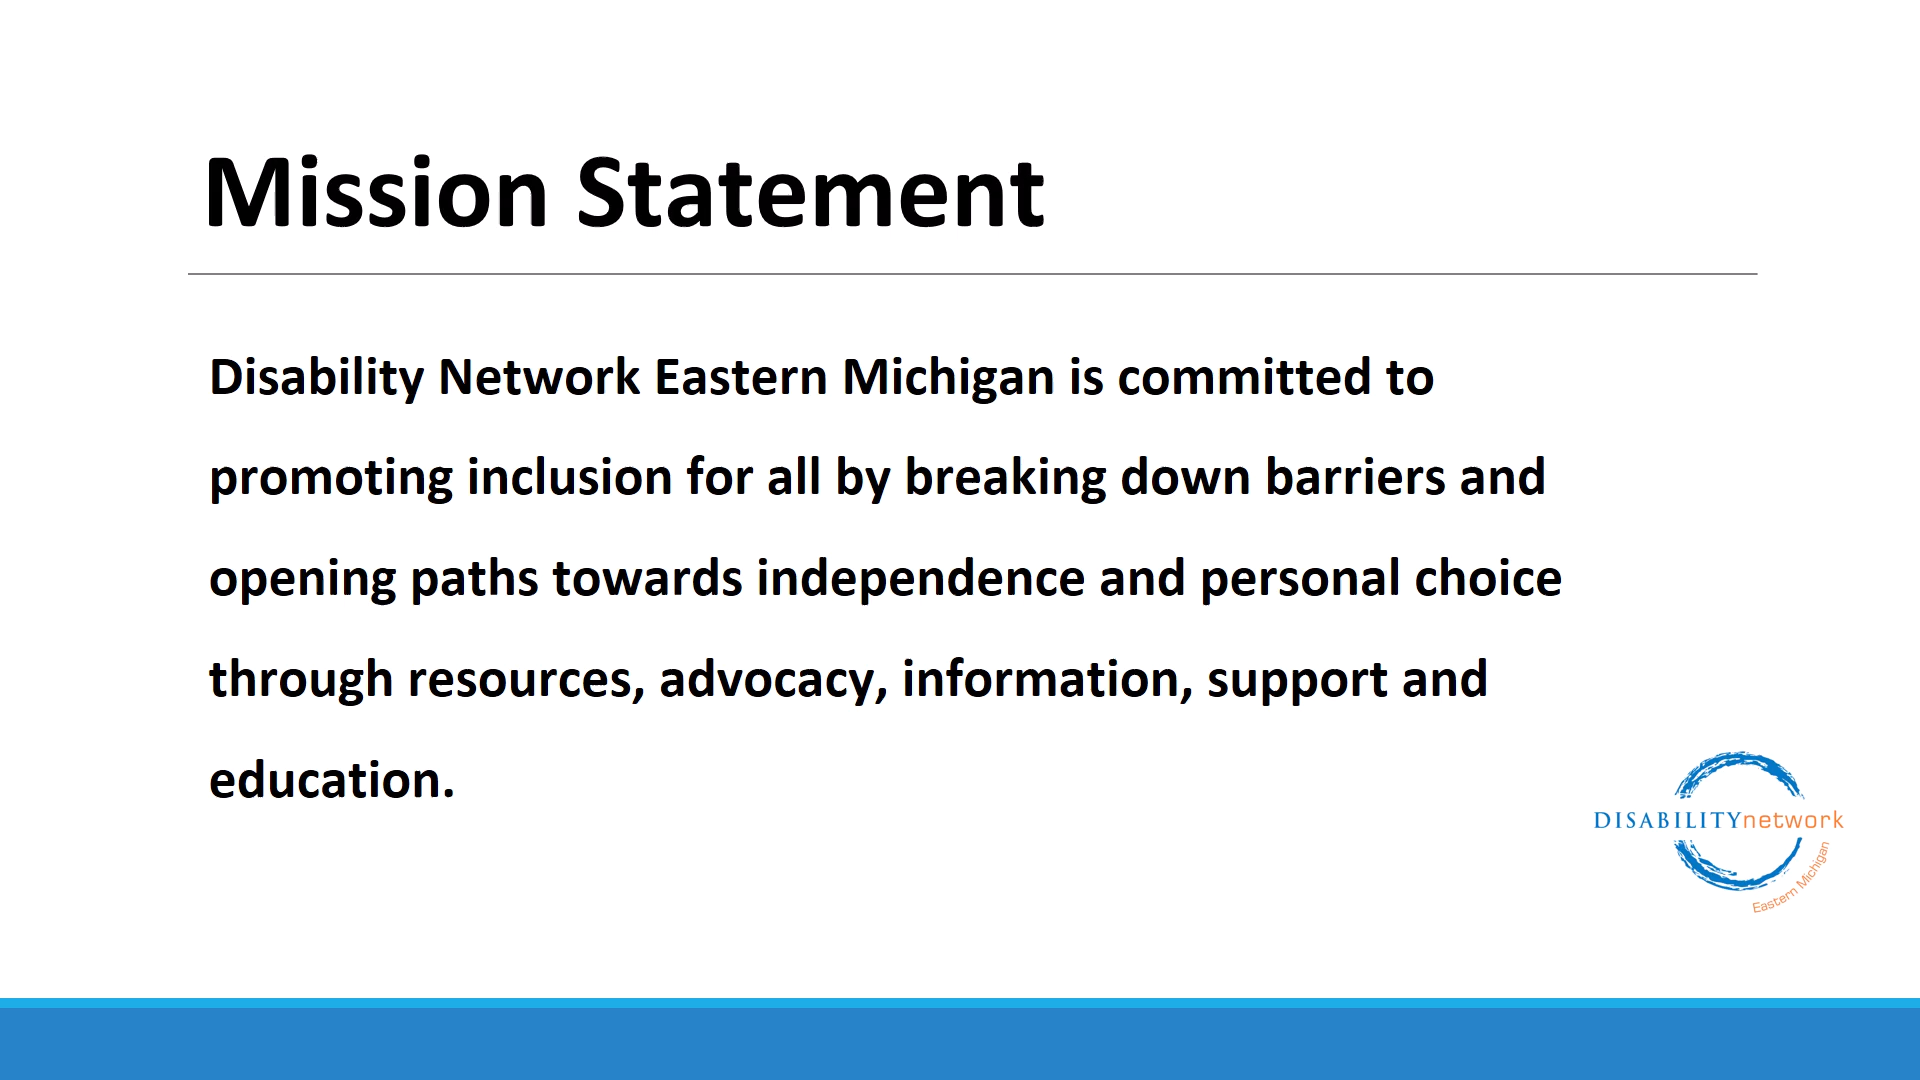 Mission Statement
Disability Network Eastern Michigan is committed to
promoting inclusion for all by breaking down barriers and
opening paths towards independence and personal choice
through resources, advocacy, information, support and
education.
DISABILITYnetwork
Eastern Michigan